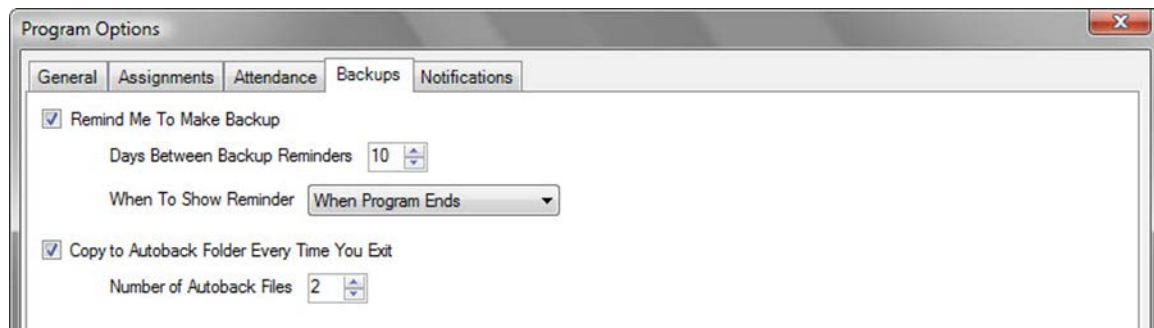 Program Options
General Assignments Attendance Backups Notifications
Remind Me To Make Backup
Days Between Backup Reminders 10
When To Show Reminder When Program Ends
Copy to Autoback Folder Every Time You Exit
Number of Autoback Files 2